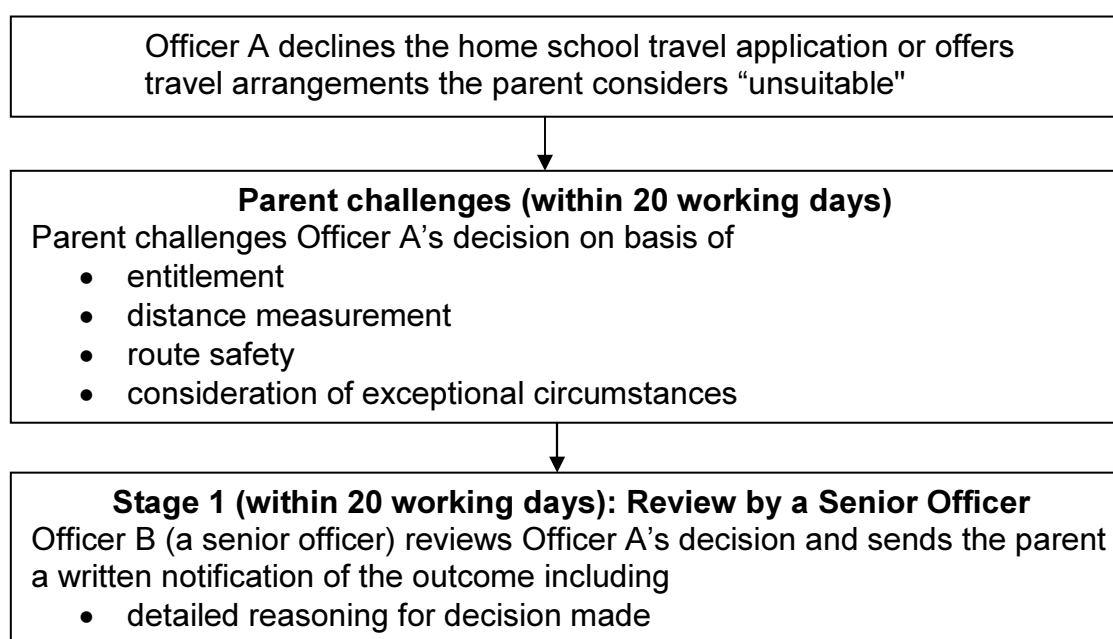 Officer A declines the home school travel application or offers
travel arrangements the parent considers “unsuitable"
Parent challenges (within 20 working days)
Parent challenges Officer A’s decision on basis of
• entitlement
• distance measurement
• route safety
• consideration of exceptional circumstances
Stage 1 (within 20 working days): Review by a Senior Officer
Officer B (a senior officer) reviews Officer A’s decision and sends the parent
a written notification of the outcome including
• detailed reasoning for decision made